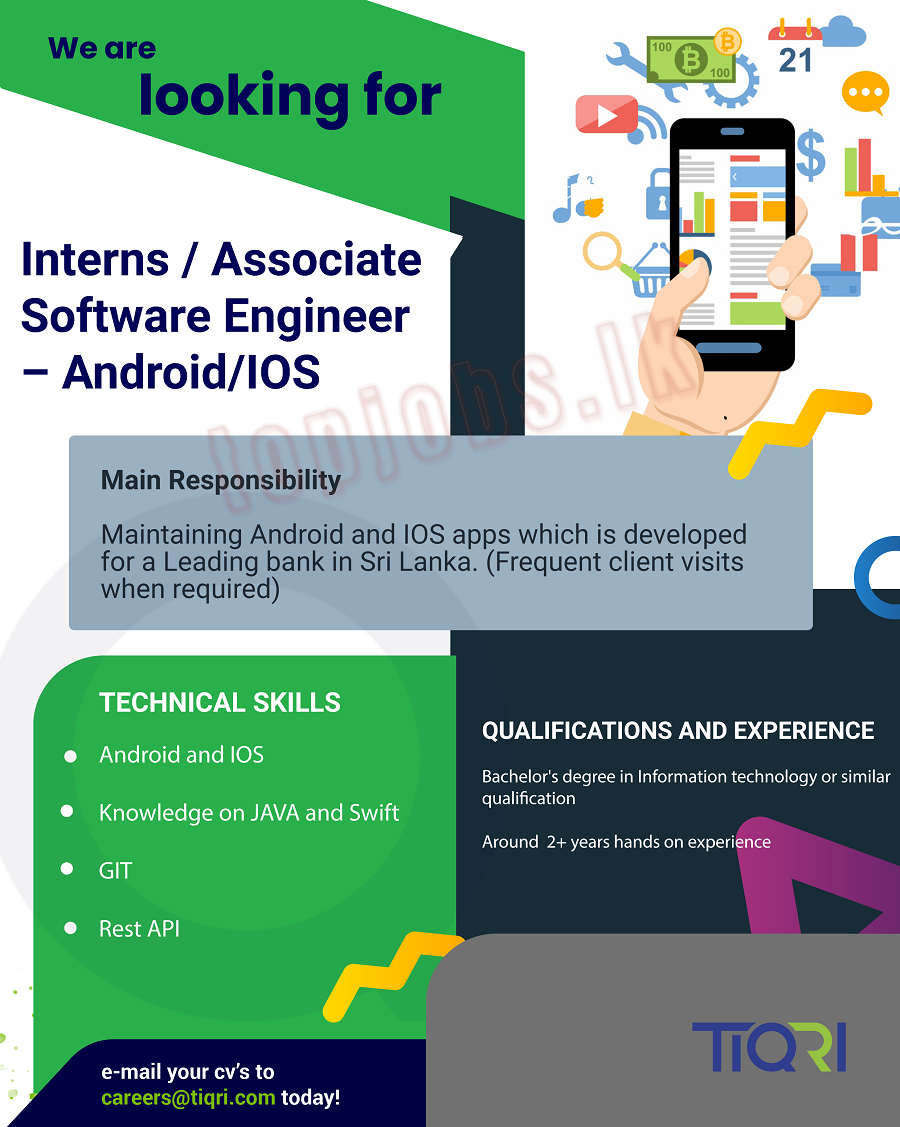 We are
looking for
100
100
21
$
Interns / Associate
Software Engineer
– Android/IOS
topjobs.lk
Main Responsibility
Maintaining Android and IOS apps which is developed
for a Leading bank in Sri Lanka. (Frequent client visits
when required)
TECHNICAL SKILLS
Android and IOS
Knowledge on JAVA and Swift
GIT
Rest API
QUALIFICATIONS AND EXPERIENCE
Bachelor's degree in Information technology or similar
qualification
Around  2+ years hands on experience
e-mail your cv’s to
careers@tiqri.com today!
TIQRI